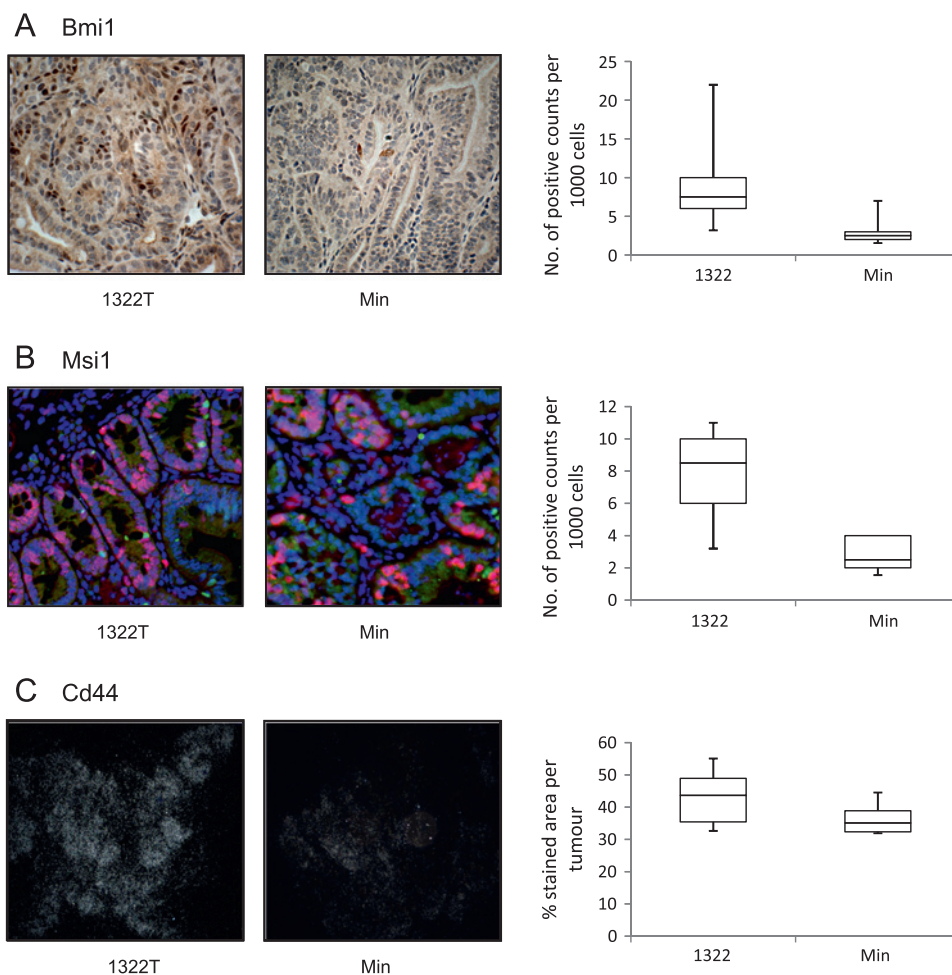 A Bmi1
1322T
Min
No. of positive counts per
1000 cells
25
20
15
10
5
0
1322
Min
B Msi1
1322T
Min
No. of positive counts per
1000 cells
12
10
8
6
4
2
0
1322
Min
C Cd44
1322T
Min
% stained area per
tumour
60
50
40
30
20
10
0
1322
Min